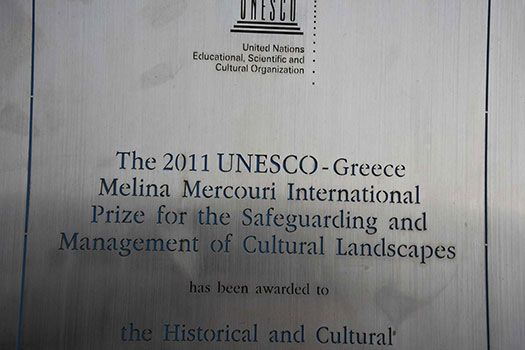 UNESCO
United Nations
Educational, Scientific and
Cultural Organization
The 2011 UNESCO-Greece
Melina Mercouri International
Prize for the Safeguarding and
Management of Cultural Landscapes
has been awarded to
the Historical and Cultural